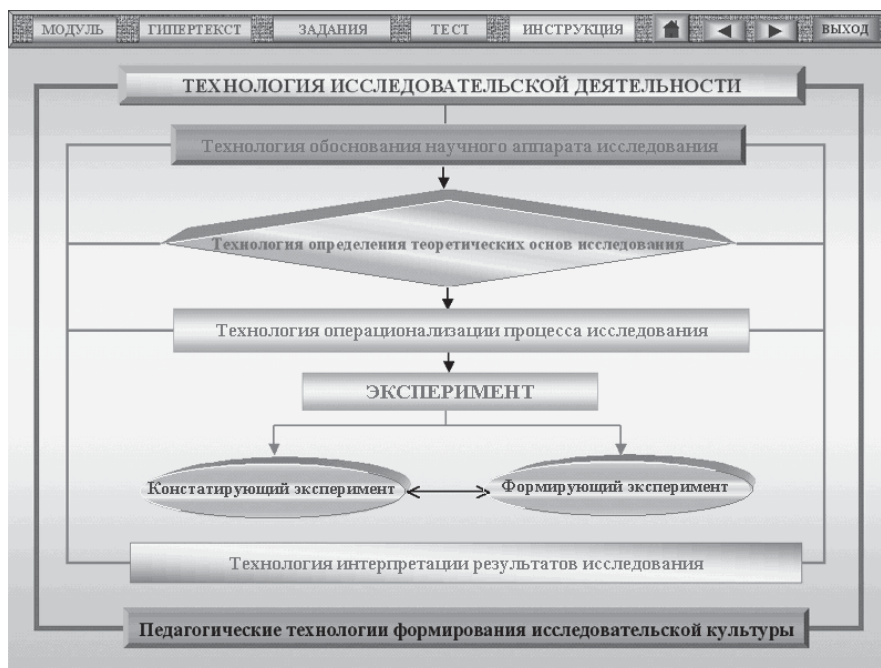 МОДУЛЬ ГИПЕРТЕКСТ ЗАДАНИЯ ТЕСТ ИНСТРУКЦИЯ ВЫХОД
ТЕХНОЛОГИЯ ИССЛЕДОВАТЕЛЬСКОЙ ДЕЯТЕЛЬНОСТИ
Технология обоснования научного аппарата исследования
Технология определения теоретических основ исследования
Технология операционализации процесса исследования
ЭКСПЕРИМЕНТ
Констатирующий эксперимент Формирующий эксперимент
Технология интерпретации результатов исследования
Педагогические технологии формирования исследовательской культуры